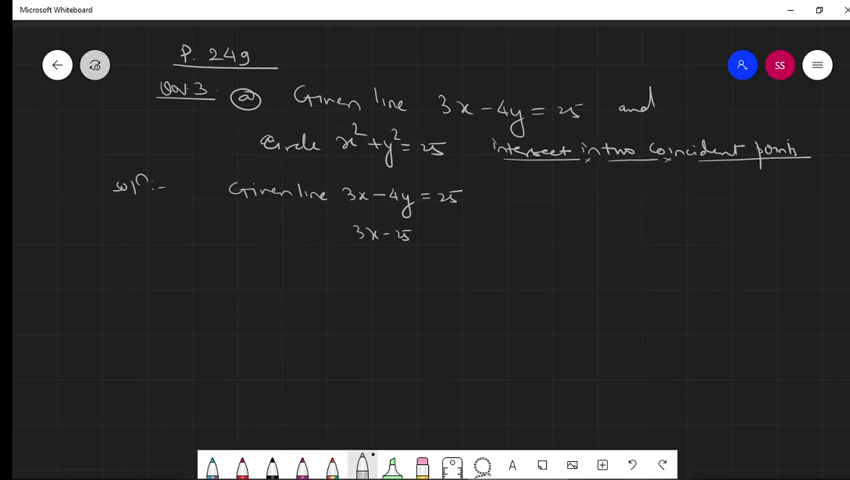 Microsoft Whiteboard
P. 249
Qn. 3 (a) Given line 3x - 4y = 25 and
Circle x² + y² = 25 intersect in two coincident points
SS
Solⁿ:- Given line 3x - 4y = 25
3x - 25
A